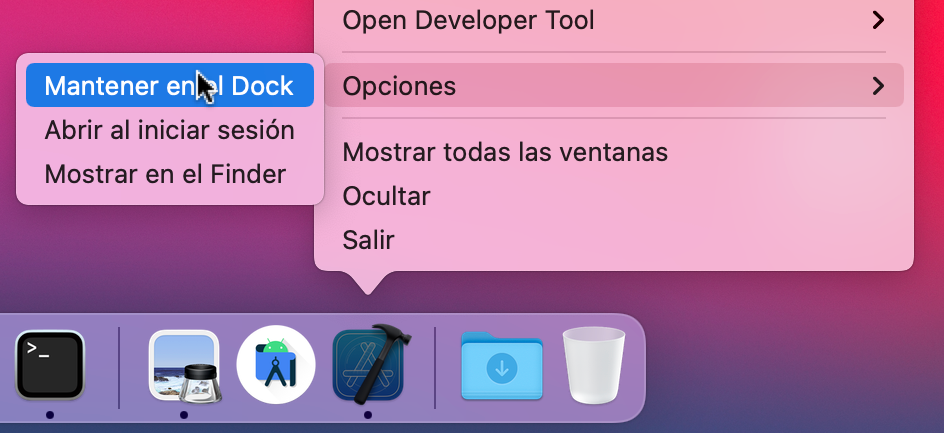 Open Developer Tool
Mantener en el Dock
Opciones
Abrir al iniciar sesión
Mostrar en el Finder
Mostrar todas las ventanas
Ocultar
Salir
>_